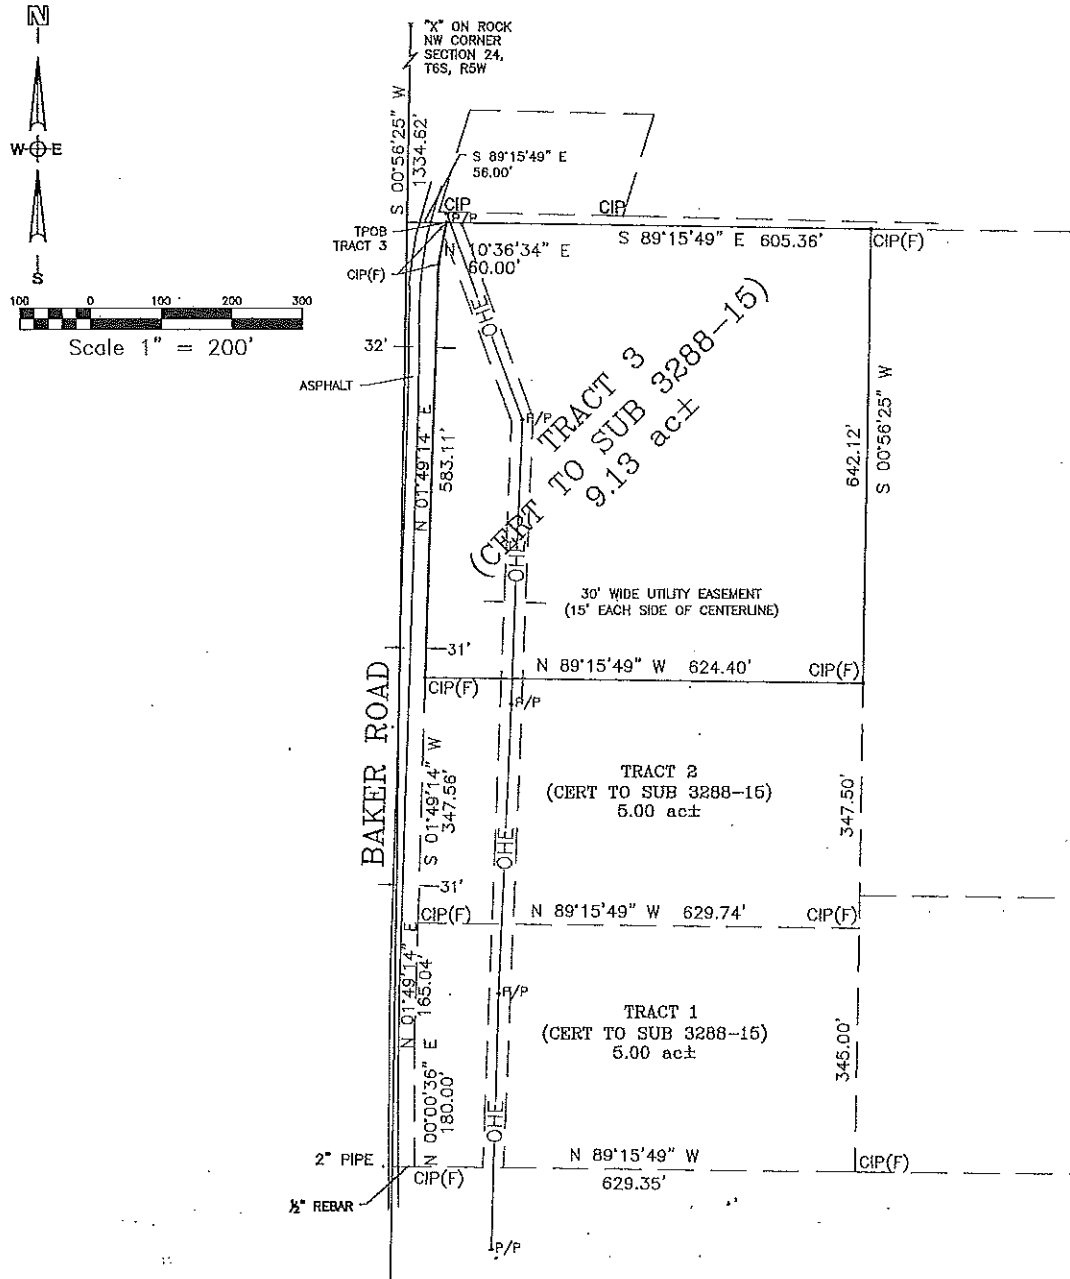 N
W E
S
100 0 100 200 300
Scale 1" = 200'
"X" ON ROCK
NW CORNER
SECTION 24,
T6S, R5W
S 00°56'25" W
1334.62'
S 89°15'49" E
56.00'
CIP
P/P
CIP
TPOB
TRACT 3
CIP(F)
N 10°36'34" E
60.00'
S 89°15'49" E 605.36'
CIP(F)
OHE
32'
ASPHALT
P/P
N 01°49'14" E
583.11'
TRACT 3
(CERT TO SUB 3288-15)
9.13 ac±
642.12'
S 00°56'25" W
OHE
30' WIDE UTILITY EASEMENT
(15' EACH SIDE OF CENTERLINE)
31'
N 89°15'49" W 624.40'
CIP(F)
CIP(F)
P/P
BAKER ROAD
S 01°49'14" W
347.56'
TRACT 2
(CERT TO SUB 3288-15)
5.00 ac±
347.50'
OHE
31'
CIP(F)
N 89°15'49" W 629.74'
CIP(F)
N 01°49'14" E
165.04'
P/P
TRACT 1
(CERT TO SUB 3288-15)
5.00 ac±
345.00'
N 00°00'36" E
180.00'
OHE
2" PIPE
CIP(F)
N 89°15'49" W
629.35'
CIP(F)
½" REBAR
P/P